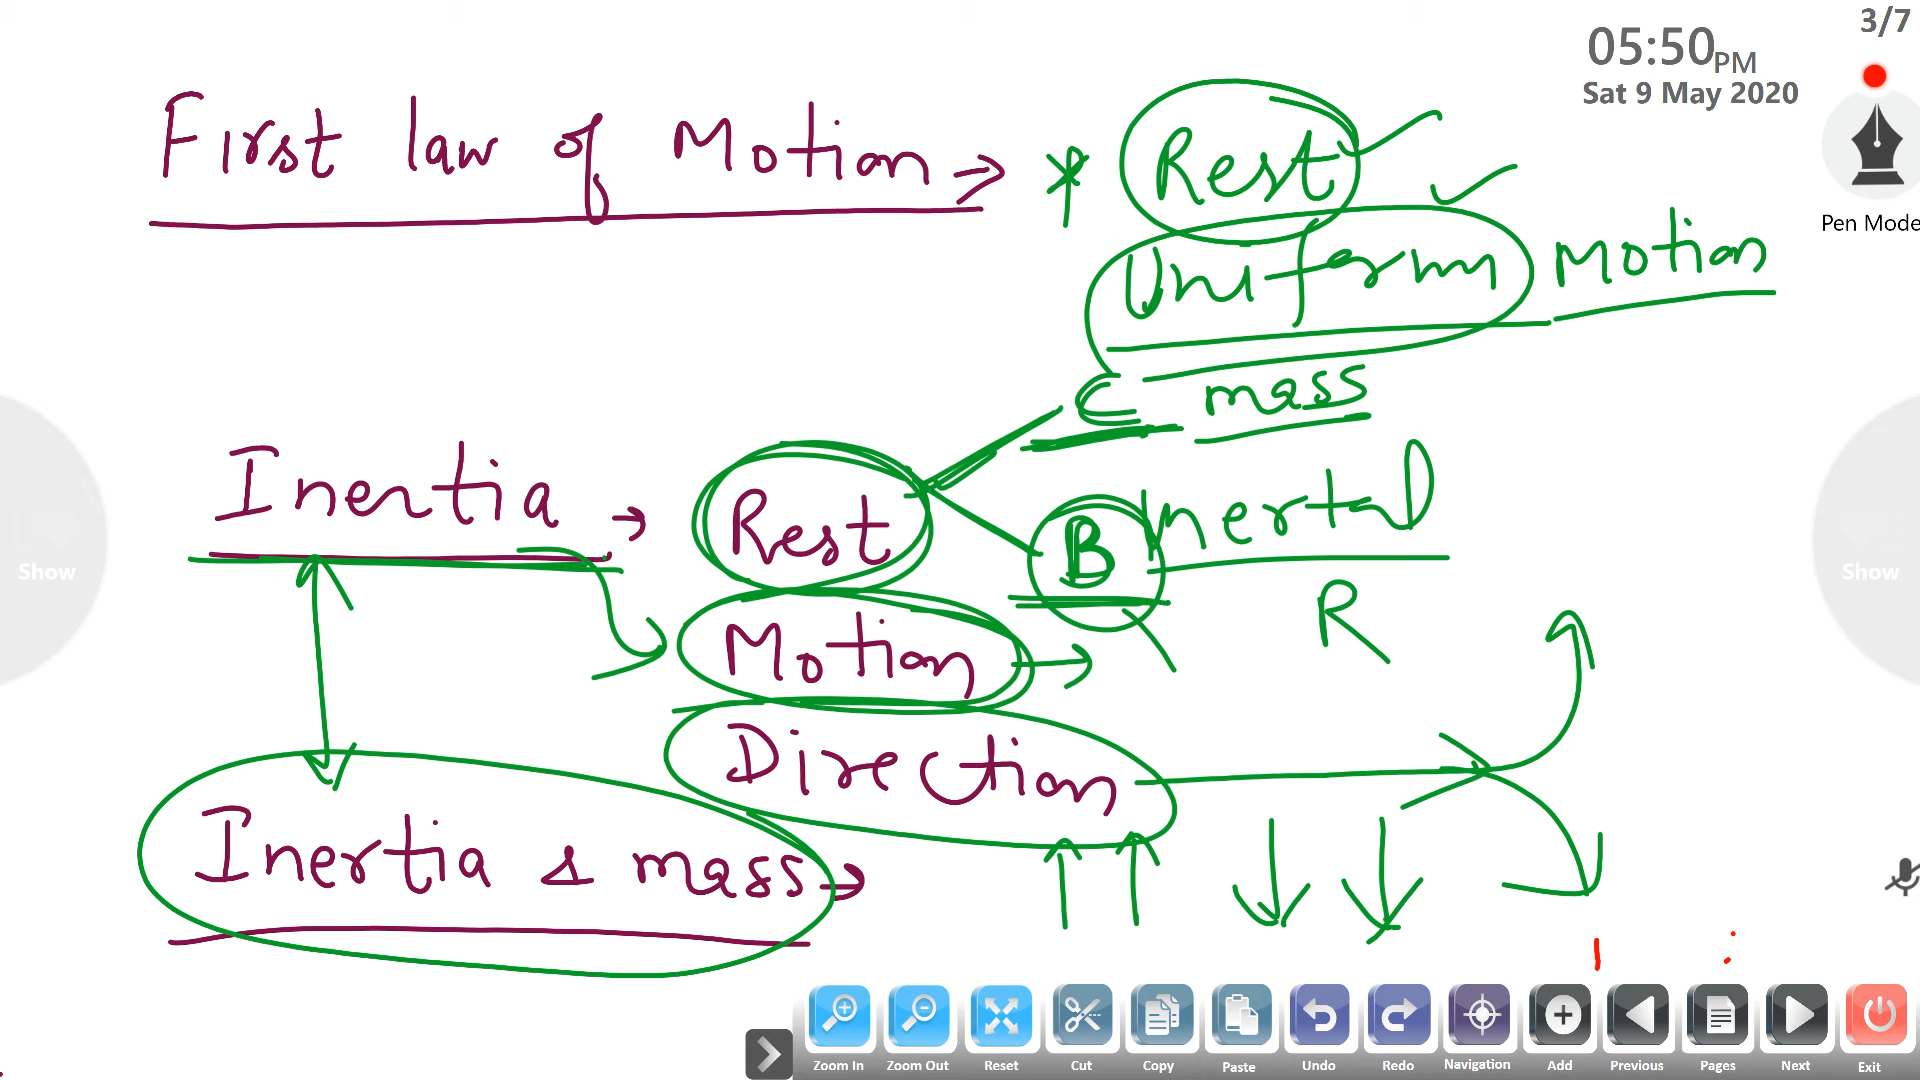 3/7
05:50PM
Sat 9 May 2020
First law of Motion → * Rest
Pen Mode
Uniform Motion
C mass
Inertia → Rest
B Inertal
Show
Show
R
Motion →
Direction
Inertia & mass →
Zoom In Zoom Out Reset Cut Copy Paste Undo Redo Navigation Add Previous Pages Next Exit